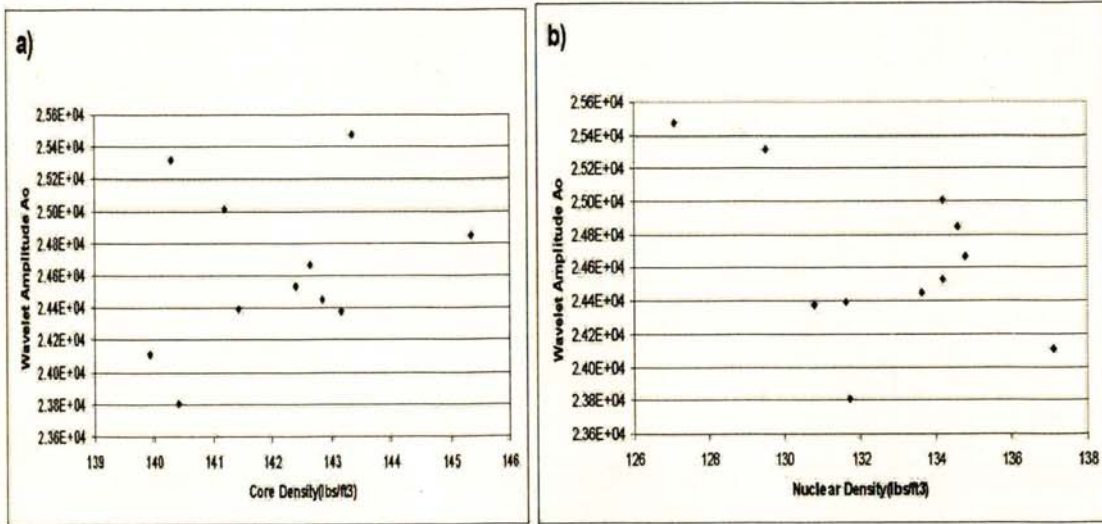 a)
Wavelet Amplitude Ao
2.56E+04
2.54E+04
2.52E+04
2.50E+04
2.48E+04
2.46E+04
2.44E+04
2.42E+04
2.40E+04
2.38E+04
2.36E+04
139 140 141 142 143 144 145 146
Core Density(lbs/ft3)
b)
Wavelet Amplitude Ao
2.56E+04
2.54E+04
2.52E+04
2.50E+04
2.48E+04
2.46E+04
2.44E+04
2.42E+04
2.40E+04
2.38E+04
2.36E+04
126 128 130 132 134 136 138
Nuclear Density(lbs/ft3)